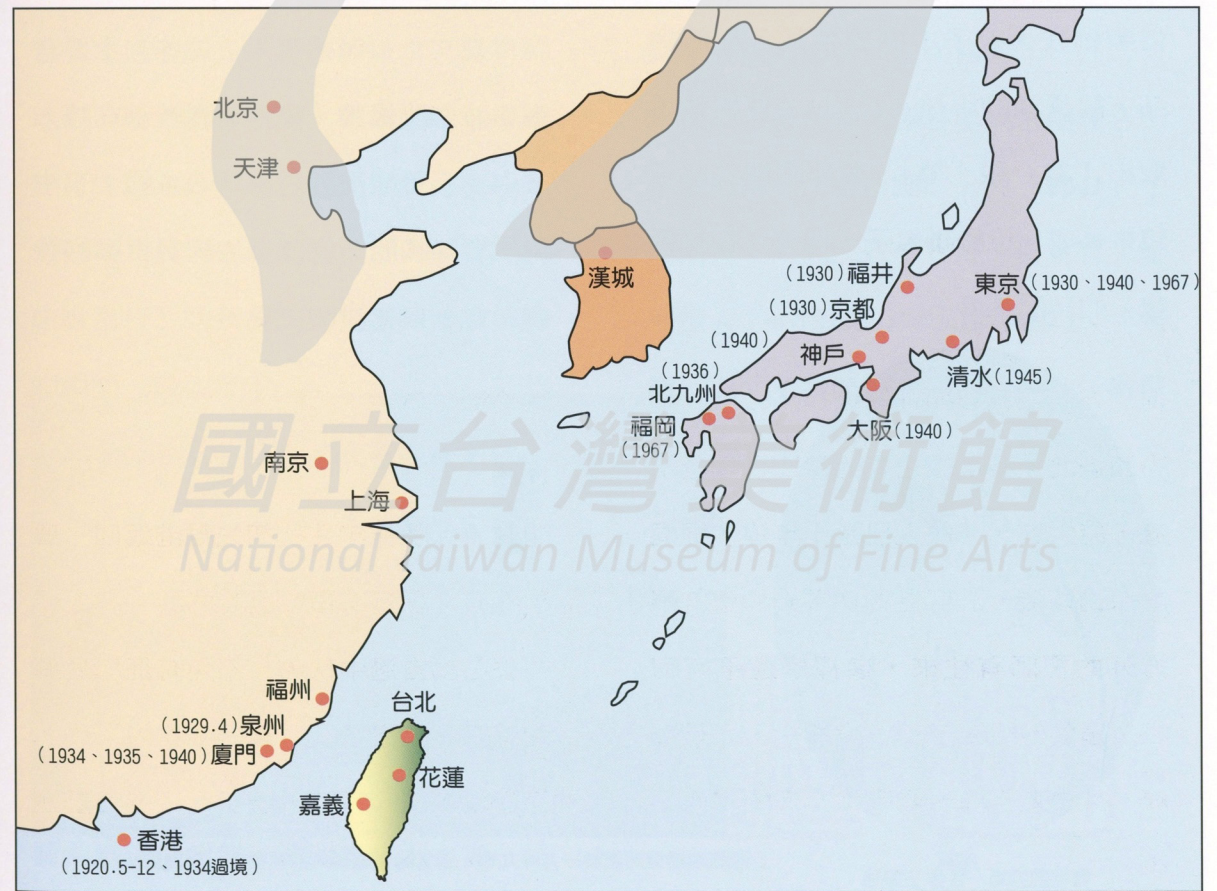 北京
天津
漢城
(1930)福井
東京(1930、1940、1967)
(1930)京都
(1940)
神戶
(1936)
北九州
清水(1945)
福岡
(1967)
大阪(1940)
國立台灣美術館
南京
上海
National Taiwan Museum of Fine Arts
福州
台北
(1929.4)泉州
(1934、1935、1940)廈門
花蓮
嘉義
香港
(1920.5-12、1934過境)